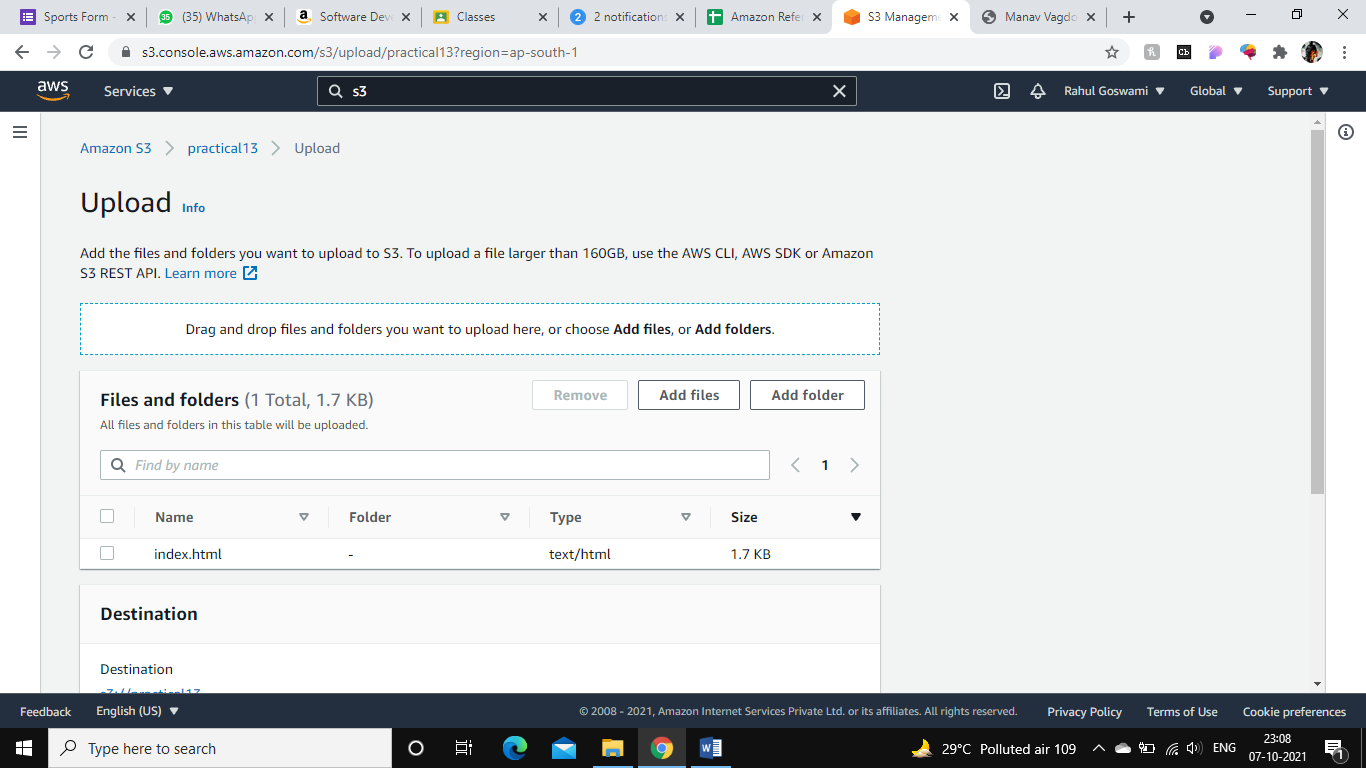 Sports Form -
(35) WhatsAp
Software Dev
Classes
2 notification
Amazon Refe
S3 Managem
Manav Vagdo
s3.console.aws.amazon.com/s3/upload/practical13?region=ap-south-1
aws
Services
s3
Rahul Goswami
Global
Support
Amazon S3
practical13
Upload
Upload
Info
Add the files and folders you want to upload to S3. To upload a file larger than 160GB, use the AWS CLI, AWS SDK or Amazon
S3 REST API. Learn more
Drag and drop files and folders you want to upload here, or choose Add files, or Add folders.
Files and folders (1 Total, 1.7 KB)
Remove
Add files
Add folder
All files and folders in this table will be uploaded.
Find by name
1
Name
Folder
Type
Size
index.html
-
text/html
1.7 KB
Destination
Destination
s3://practical13
Feedback
English (US)
© 2008 - 2021, Amazon Internet Services Private Ltd. or its affiliates. All rights reserved.
Privacy Policy
Terms of Use
Cookie preferences
Type here to search
29°C Polluted air 109
ENG
23:08
07-10-2021
1